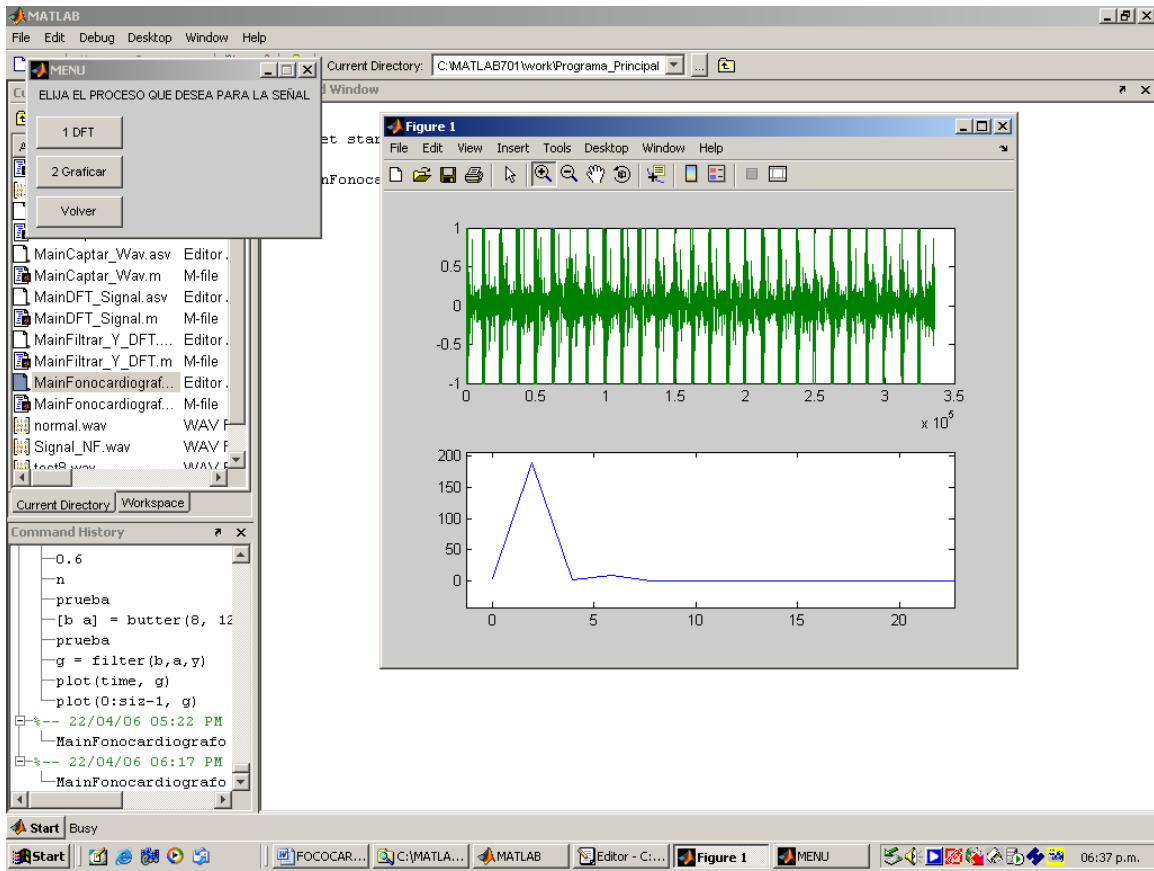 MATLAB
File Edit Debug Desktop Window Help
Current Directory: C:\MATLAB701\work\Programa_Principal
MENU
ELIJA EL PROCESO QUE DESEA PARA LA SEÑAL
1 DFT
2 Graficar
Volver
d Window
et star
nFonoca
MainCaptar_Wav.asv Editor.
MainCaptar_Wav.m M-file
MainDFT_Signal.asv Editor.
MainDFT_Signal.m M-file
MainFiltrar_Y_DFT.... Editor.
MainFiltrar_Y_DFT.m M-file
MainFonocardiograf... Editor.
MainFonocardiograf... M-file
normal.wav WAV F
Signal_NF.wav WAV F
test8.wav WAV F
Current Directory Workspace
Command History
0.6
n
prueba
[b a] = butter(8, 12
prueba
g = filter(b,a,y)
plot(time, g)
plot(0:siz-1, g)
%-- 22/04/06 05:22 PM
MainFonocardiografo
%-- 22/04/06 06:17 PM
MainFonocardiografo
Figure 1
File Edit View Insert Tools Desktop Window Help
1
0.5
0
-0.5
-1
0 0.5 1 1.5 2 2.5 3 3.5
x 10^5
200
150
100
50
0
0 5 10 15 20
Start Busy
Start FOCOCAR... C:\MATLA... MATLAB Editor - C:... Figure 1 MENU 06:37 p.m.